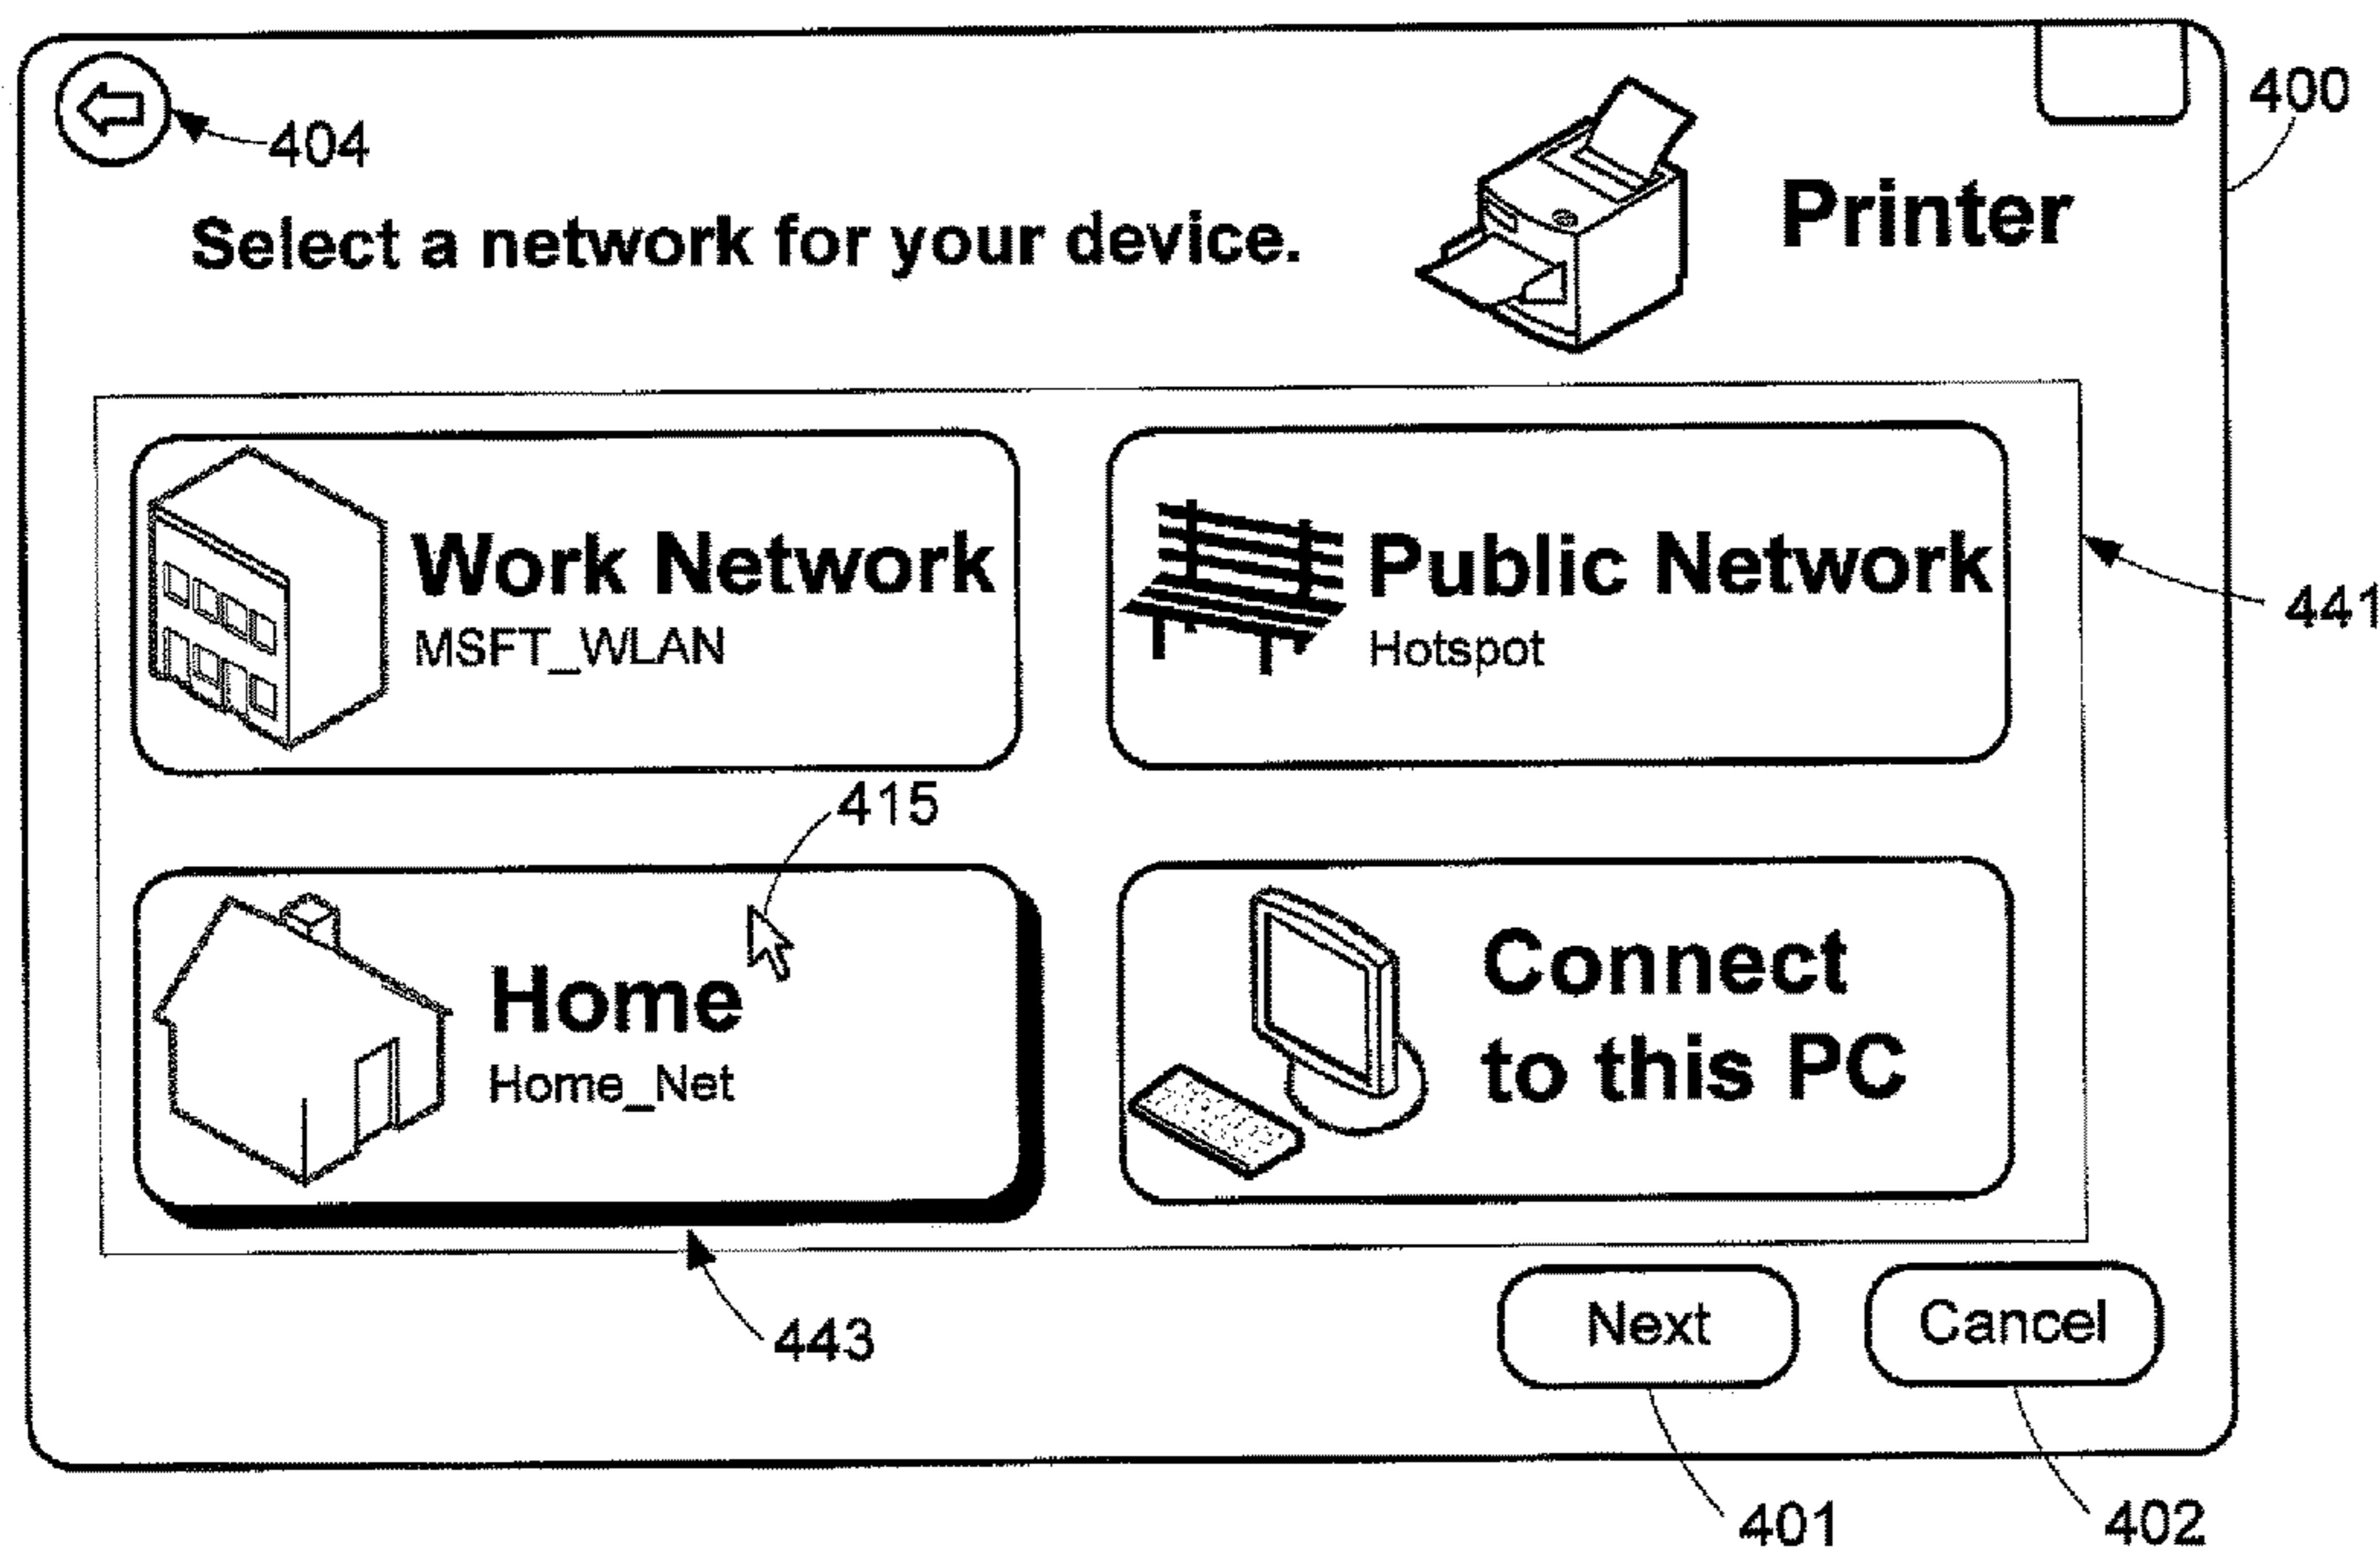 400
404
Select a network for your device.
Printer
Work Network
MSFT_WLAN
Public Network
Hotspot
441
415
Home
Home_Net
Connect
to this PC
443
Next
Cancel
401
402